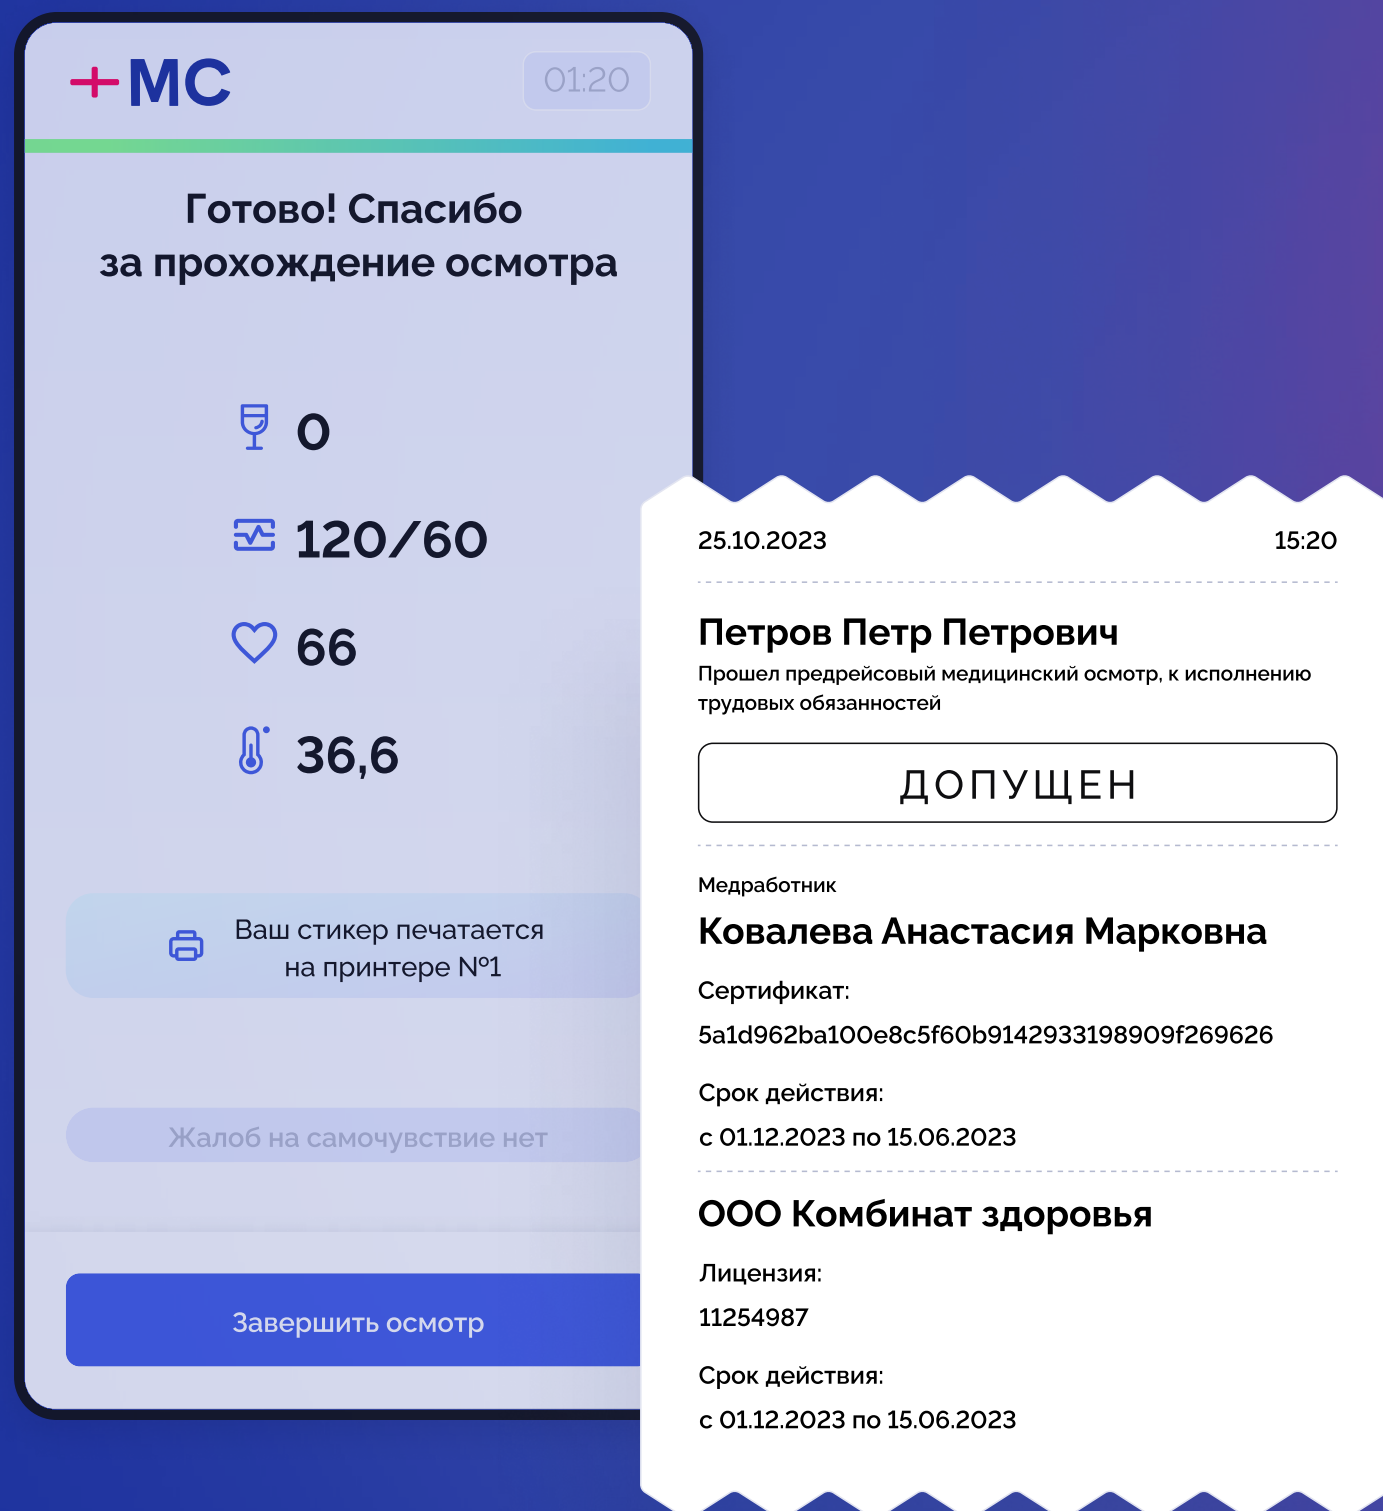 МС
01:20
Готово! Спасибо
за прохождение осмотра
0
120/60
66
36,6
Ваш стикер печатается
на принтере №1
Жалоб на самочувствие нет
Завершить осмотр
25.10.2023 15:20
Петров Петр Петрович
Прошел предрейсовый медицинский осмотр, к исполнению
трудовых обязанностей
ДОПУЩЕН
Медработник
Ковалева Анастасия Марковна
Сертификат:
5a1d962ba100e8c5f60b9142933198909f269626
Срок действия:
с 01.12.2023 по 15.06.2023
ООО Комбинат здоровья
Лицензия:
11254987
Срок действия:
с 01.12.2023 по 15.06.2023